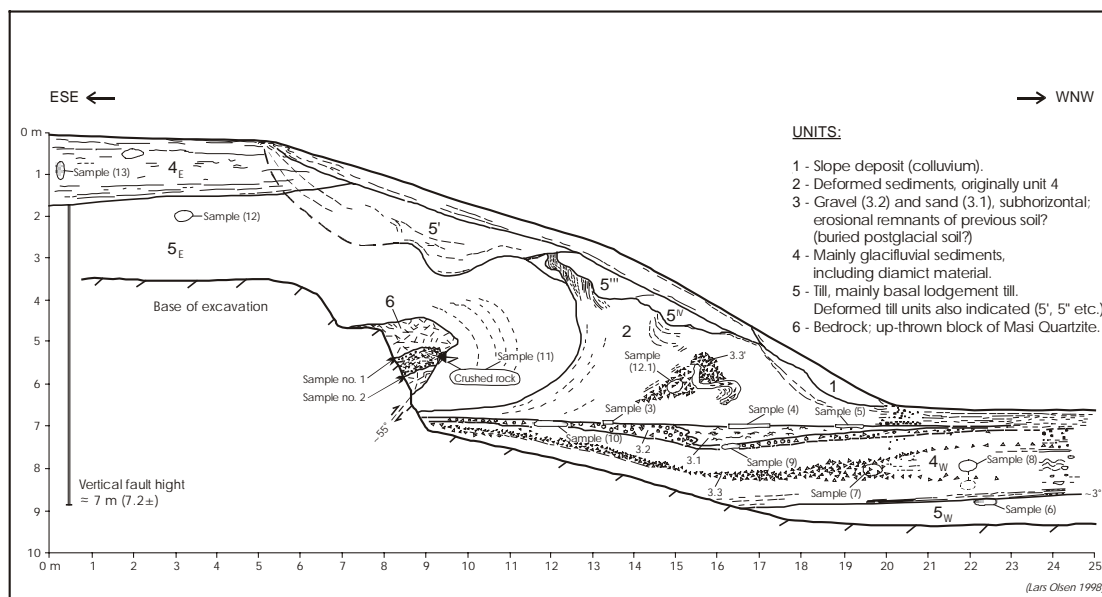 ESE
WNW
0 m
1
2
3
4
5
6
7
8
9
10
0 m
1
2
3
4
5
6
7
8
9
10
11
12
13
14
15
16
17
18
19
20
21
22
23
24
25
UNITS:
1 - Slope deposit (colluvium).
2 - Deformed sediments, originally unit 4
3 - Gravel (3.2) and sand (3.1), subhorizontal;
erosional remnants of previous soil?
(buried postglacial soil?)
4 - Mainly glacifluvial sediments,
including diamict material.
5 - Till, mainly basal lodgement till.
Deformed till units also indicated (5', 5" etc.)
6 - Bedrock; up-thrown block of Masi Quartzite.
4E
Sample (13)
Sample (12)
5E
5'
5'''
5IV
Base of excavation
6
2
Sample (11)
Crushed rock
Sample no. 1
Sample no. 2
~55°
Sample
(12.1)
3.3'
1
Sample (3)
Sample (4)
Sample (5)
Sample (10)
3.2
3.1
Sample (9)
4W
Sample (8)
Sample (7)
3.3
~3°
5W
Sample (6)
Vertical fault hight
≈ 7 m (7.2±)
(Lars Olsen 1998)